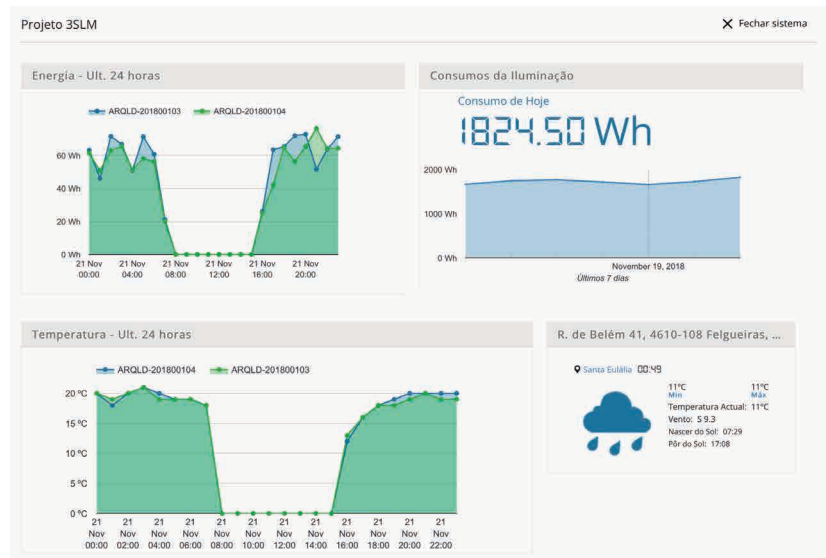 Projeto 3SLM
Fechar sistema
Energia - Ult. 24 horas
ARQLD-201800103 ARQLD-201800104
60 Wh
40 Wh
20 Wh
0 Wh
21 Nov 21 Nov 21 Nov 21 Nov 21 Nov 21 Nov
00:00 04:00 08:00 12:00 16:00 20:00
Consumos da Iluminação
Consumo de Hoje
1824.50 Wh
2000 Wh
1000 Wh
0 Wh
November 19, 2018
Últimos 7 dias
Temperatura - Ult. 24 horas
ARQLD-201800104 ARQLD-201800103
20 ºC
15 ºC
10 ºC
5 ºC
0 ºC
21 21 21 21 21 21 21 21 21 21 21 21
Nov Nov Nov Nov Nov Nov Nov Nov Nov Nov Nov Nov
00:00 02:00 04:00 06:00 08:00 10:00 12:00 14:00 16:00 18:00 20:00 22:00
R. de Belém 41, 4610-108 Felgueiras, ...
Santa Eulália 00:49
11°C 11°C
Min Máx
Temperatura Actual: 11°C
Vento: S 9.3
Nascer do Sol: 07:29
Pôr do Sol: 17:08